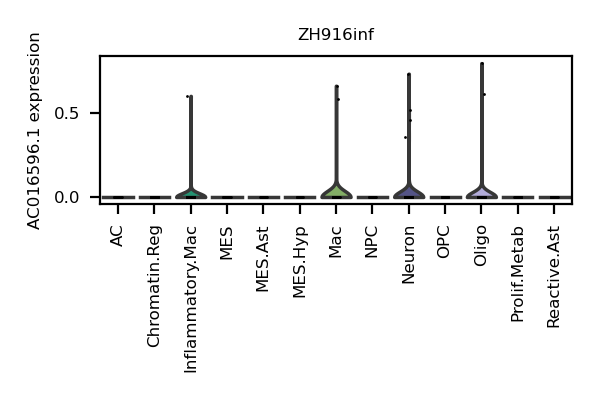 ZH916inf
AC016596.1 expression
0.5
0.0
AC
Chromatin.Reg
Inflammatory.Mac
MES
MES.Ast
MES.Hyp
Mac
NPC
Neuron
OPC
Oligo
Prolif.Metab
Reactive.Ast